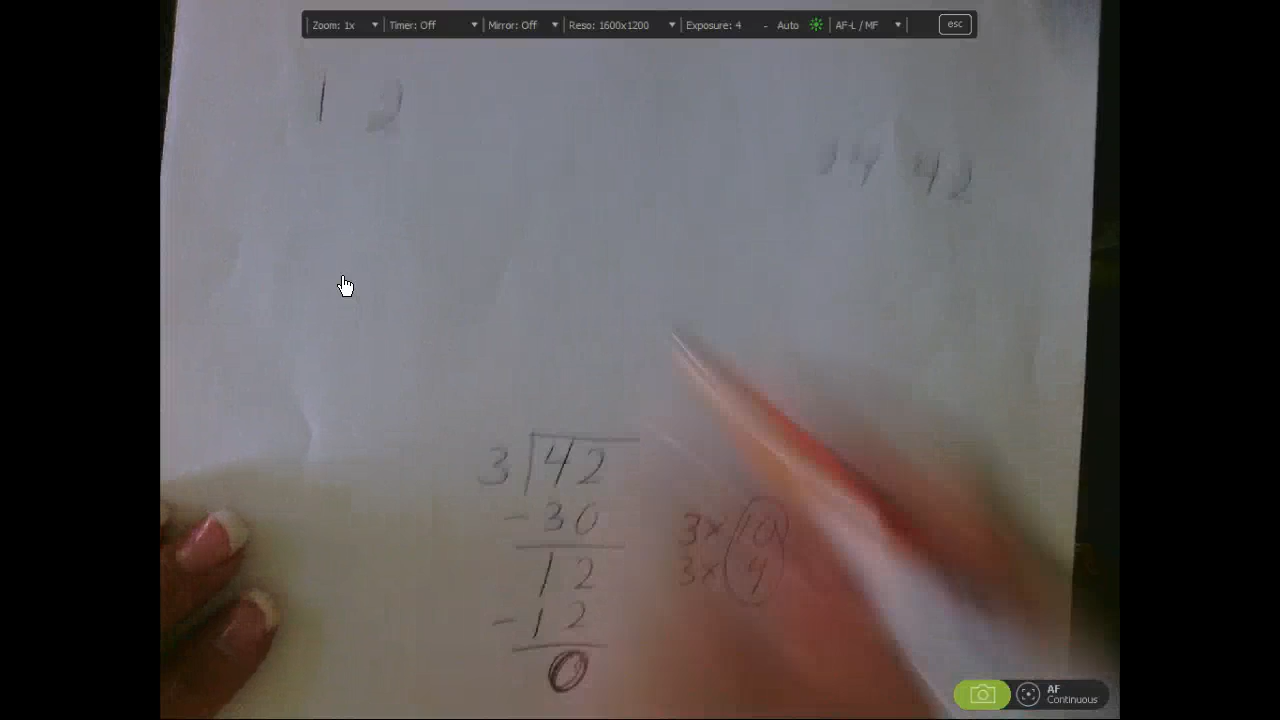 Zoom: 1x Timer: Off Mirror: Off Reso: 1600x1200 Exposure: 4 - Auto AF-L / MF esc
1 2
14 42
3 42
- 30 3x 10
12 3x 4
- 12
0
AF
Continuous